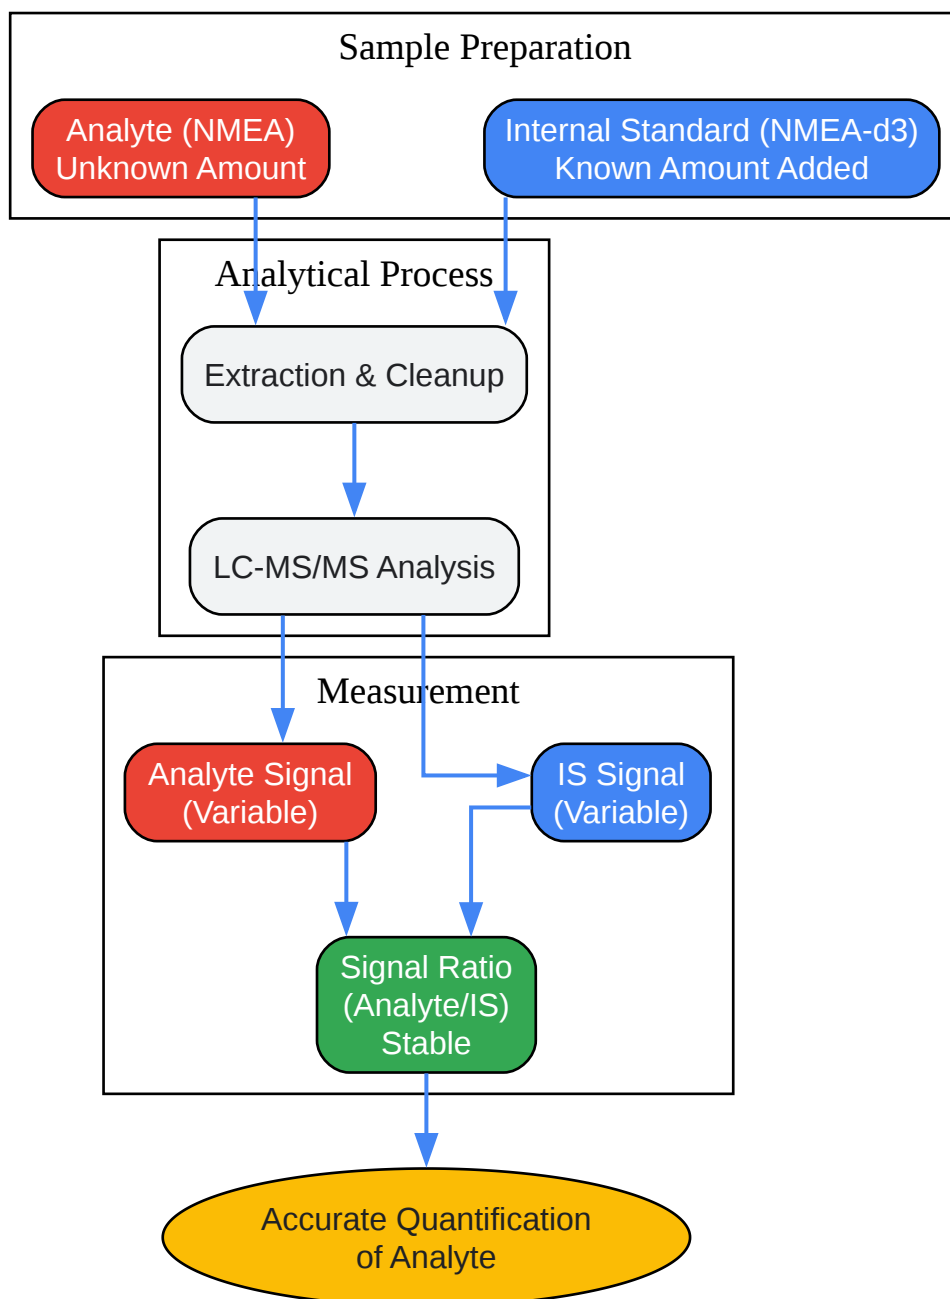 Sample Preparation
Analyte (NMEA)
Unknown Amount
Internal Standard (NMEA-d3)
Known Amount Added
Analytical Process
Extraction & Cleanup
LC-MS/MS Analysis
Measurement
Analyte Signal
(Variable)
IS Signal
(Variable)
Signal Ratio
(Analyte/IS)
Stable
Accurate Quantification
of Analyte